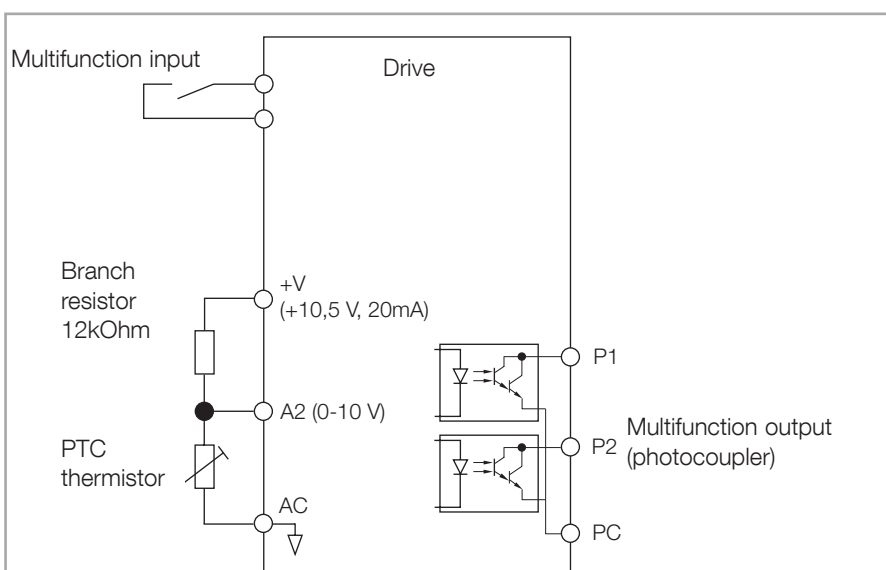 Multifunction input
Drive
Branch
resistor
12kOhm
+V
(+10,5 V, 20mA)
A2 (0-10 V)
PTC
thermistor
AC
P1
P2
Multifunction output
(photocoupler)
PC